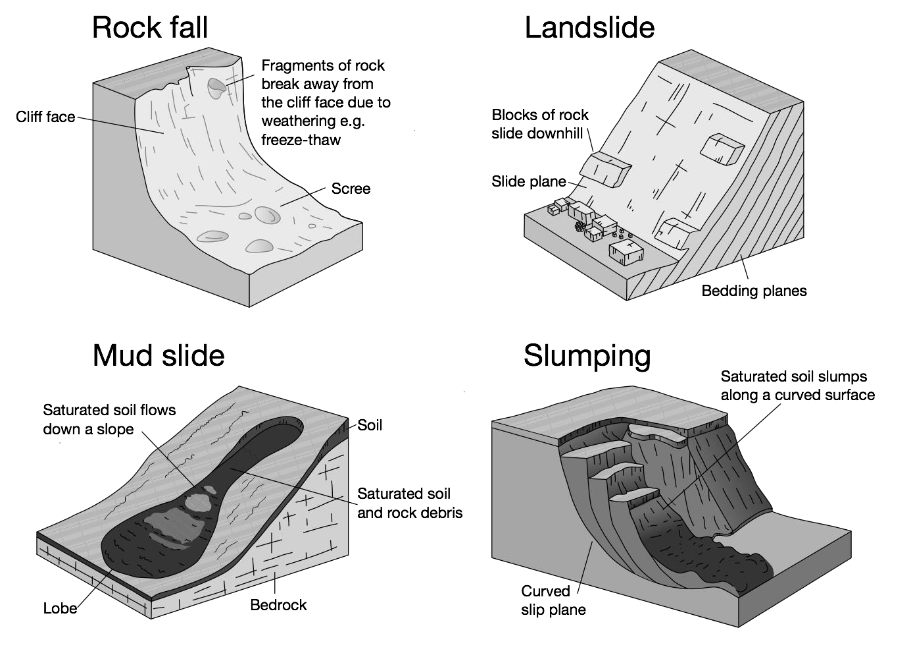 Rock fall
Fragments of rock
break away from
the cliff face due to
weathering e.g.
freeze-thaw
Cliff face
Scree
Landslide
Blocks of rock
slide downhill
Slide plane
Bedding planes
Mud slide
Saturated soil flows
down a slope
Soil
Saturated soil
and rock debris
Lobe
Bedrock
Slumping
Saturated soil slumps
along a curved surface
Curved
slip plane